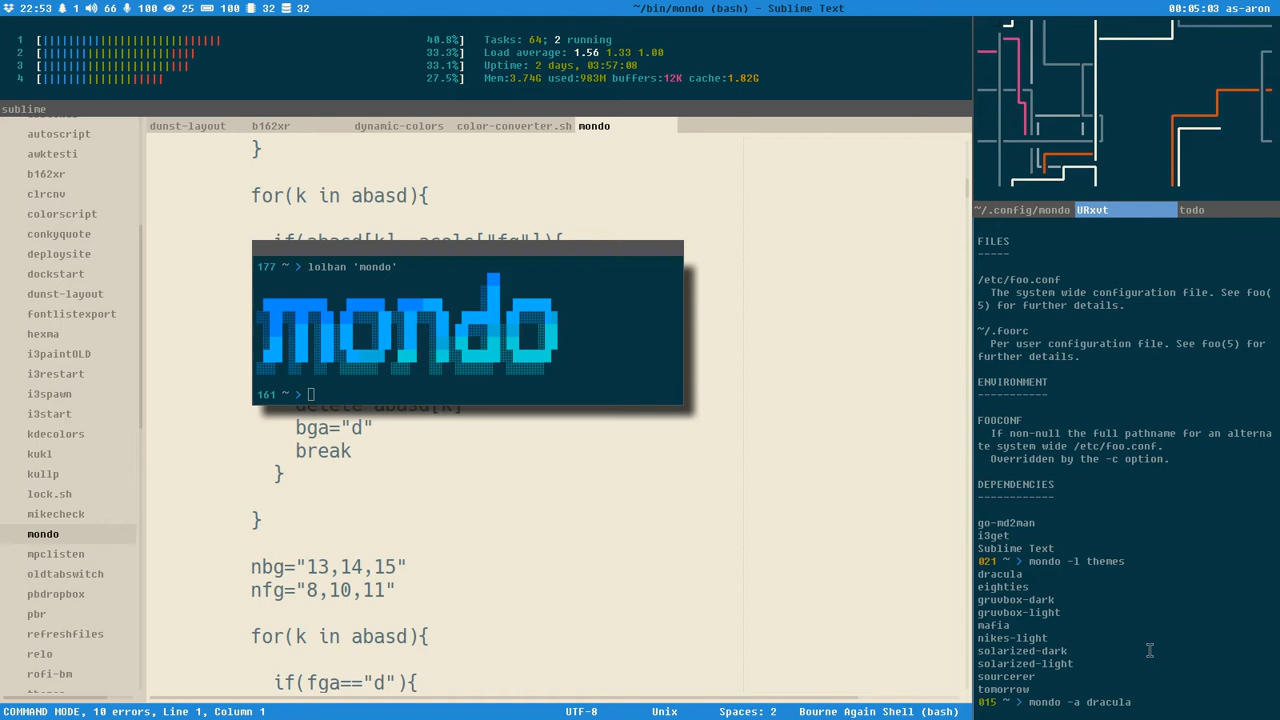 22:53 1 66 100 25 100 32 32
~/bin/mondo (bash) - Sublime Text
00:05:03 as-aron
1 [ 40.8%] Tasks: 64; 2 running
2 [ 33.3%] Load average: 1.56 1.33 1.00
3 [ 33.1%] Uptime: 2 days, 03:57:08
4 [ 27.5%] Mem:3.74G used:983M buffers:12K cache:1.82G
sublime
autoscript
awktesti
b162xr
clrcnv
colorscript
conkyquote
deploysite
dockstart
dunst-layout
fontlistexport
hexma
i3paintOLD
i3restart
i3spawn
i3start
kdecolors
kukl
kullp
lock.sh
mikecheck
mondo
mpclisten
oldtabswitch
pbdropbox
pbr
refreshfiles
relo
rofi-bm
dunst-layout b162xr dynamic-colors color-converter.sh mondo
}
for(k in abasd){
177 ~ > lolban 'mondo'
mondo
161 ~ >
delete abasd[k]
bga="d"
break
}
}
nbg="13,14,15"
nfg="8,10,11"
for(k in abasd){
if(fga=="d"){
~/.config/mondo URxvt todo
FILES
-----
/etc/foo.conf
The system wide configuration file. See foo(
5) for further details.
~/.foorc
Per user configuration file. See foo(5) for
further details.
ENVIRONMENT
-----------
FOOCONF
If non-null the full pathname for an alterna
te system wide /etc/foo.conf.
Overridden by the -c option.
DEPENDENCIES
------------
go-md2man
i3get
Sublime Text
021 ~ > mondo -l themes
dracula
eighties
gruvbox-dark
gruvbox-light
mafia
nikes-light
solarized-dark
solarized-light
sourcerer
tomorrow
015 ~ > mondo -a dracula
COMMAND MODE, 10 errors, Line 1, Column 1
UTF-8 Unix Spaces: 2 Bourne Again Shell (bash)